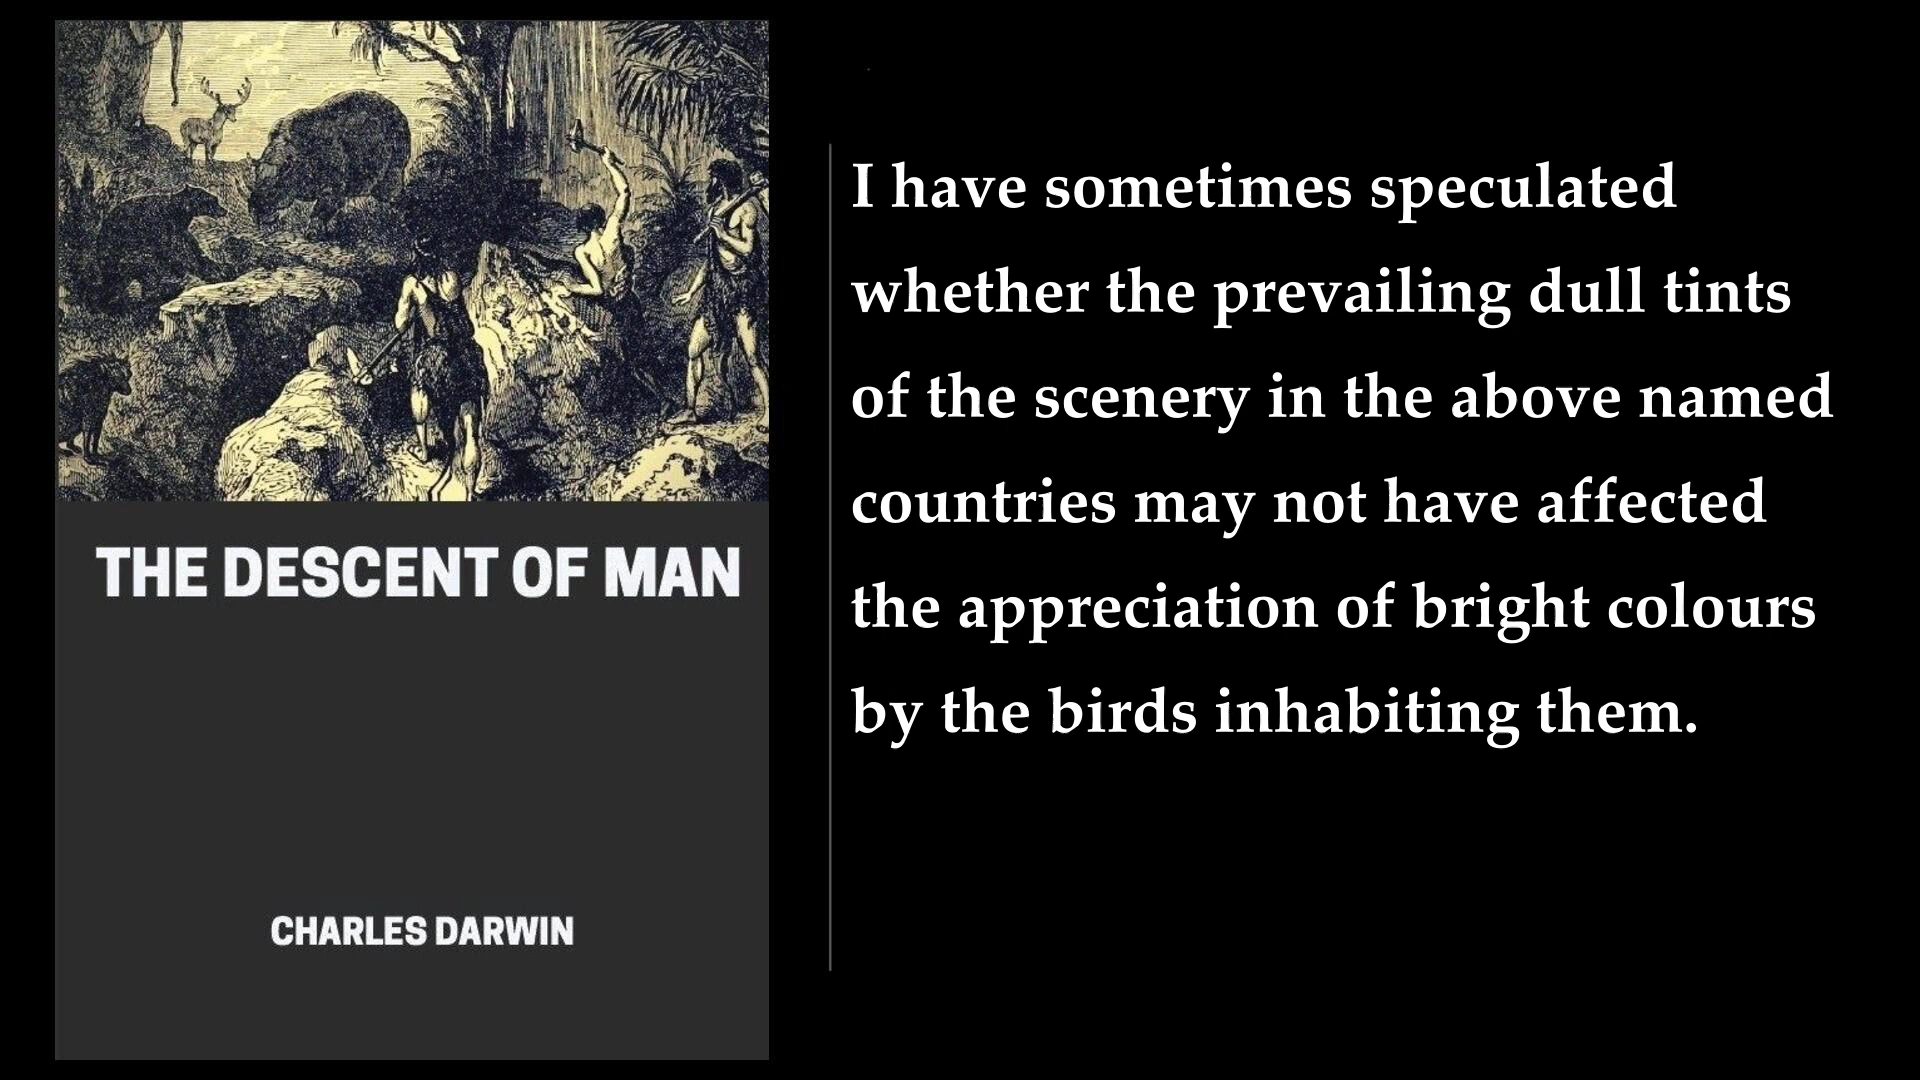 THE DESCENT OF MAN
CHARLES DARWIN
I have sometimes speculated
whether the prevailing dull tints
of the scenery in the above named
countries may not have affected
the appreciation of bright colours
by the birds inhabiting them.